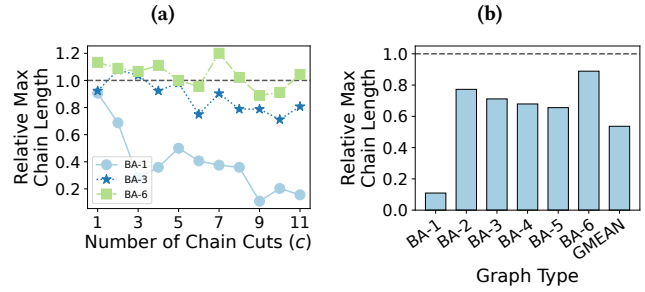 (a)
Relative Max
Chain Length
1.2
1.0
0.8
0.6
0.4
0.2
BA-1
BA-3
BA-6
1 3 5 7 9 11
Number of Chain Cuts (c)
(b)
Relative Max
Chain Length
1.0
0.8
0.6
0.4
0.2
0.0
BA-1 BA-2 BA-3 BA-4 BA-5 BA-6 GMEAN
Graph Type